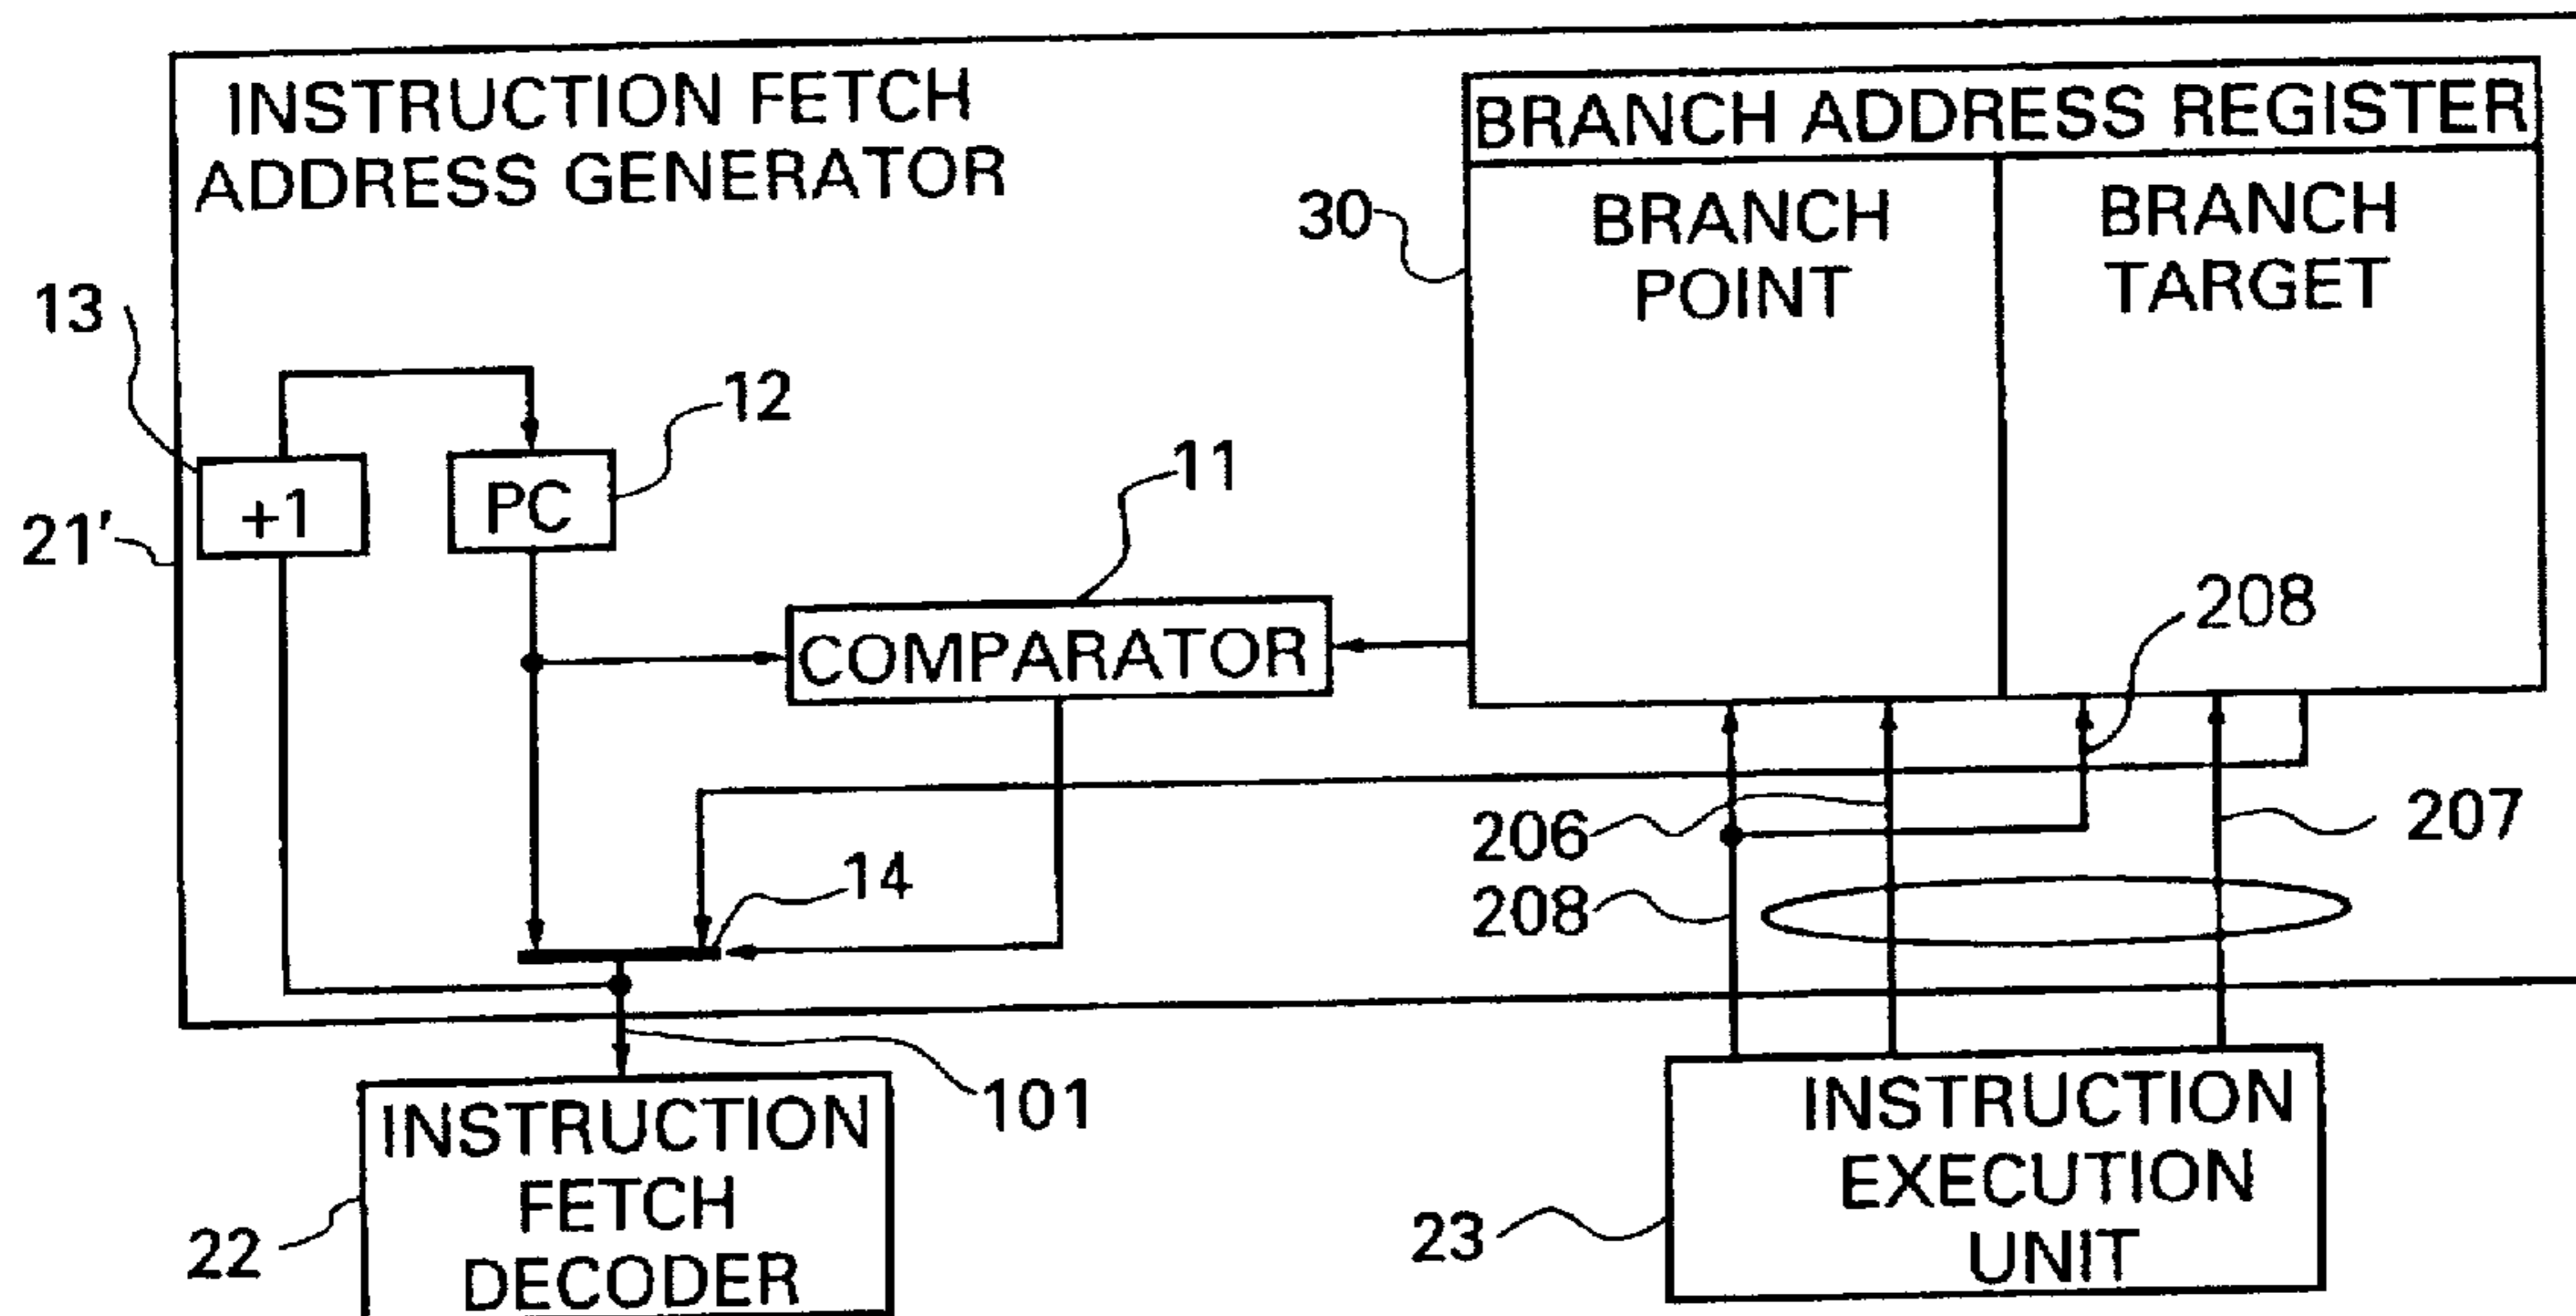 INSTRUCTION FETCH
ADDRESS GENERATOR
BRANCH ADDRESS REGISTER
BRANCH
POINT
BRANCH
TARGET
30
13
12
+1
PC
21'
11
COMPARATOR
208
206
207
14
208
101
INSTRUCTION
FETCH
DECODER
22
INSTRUCTION
EXECUTION
UNIT
23